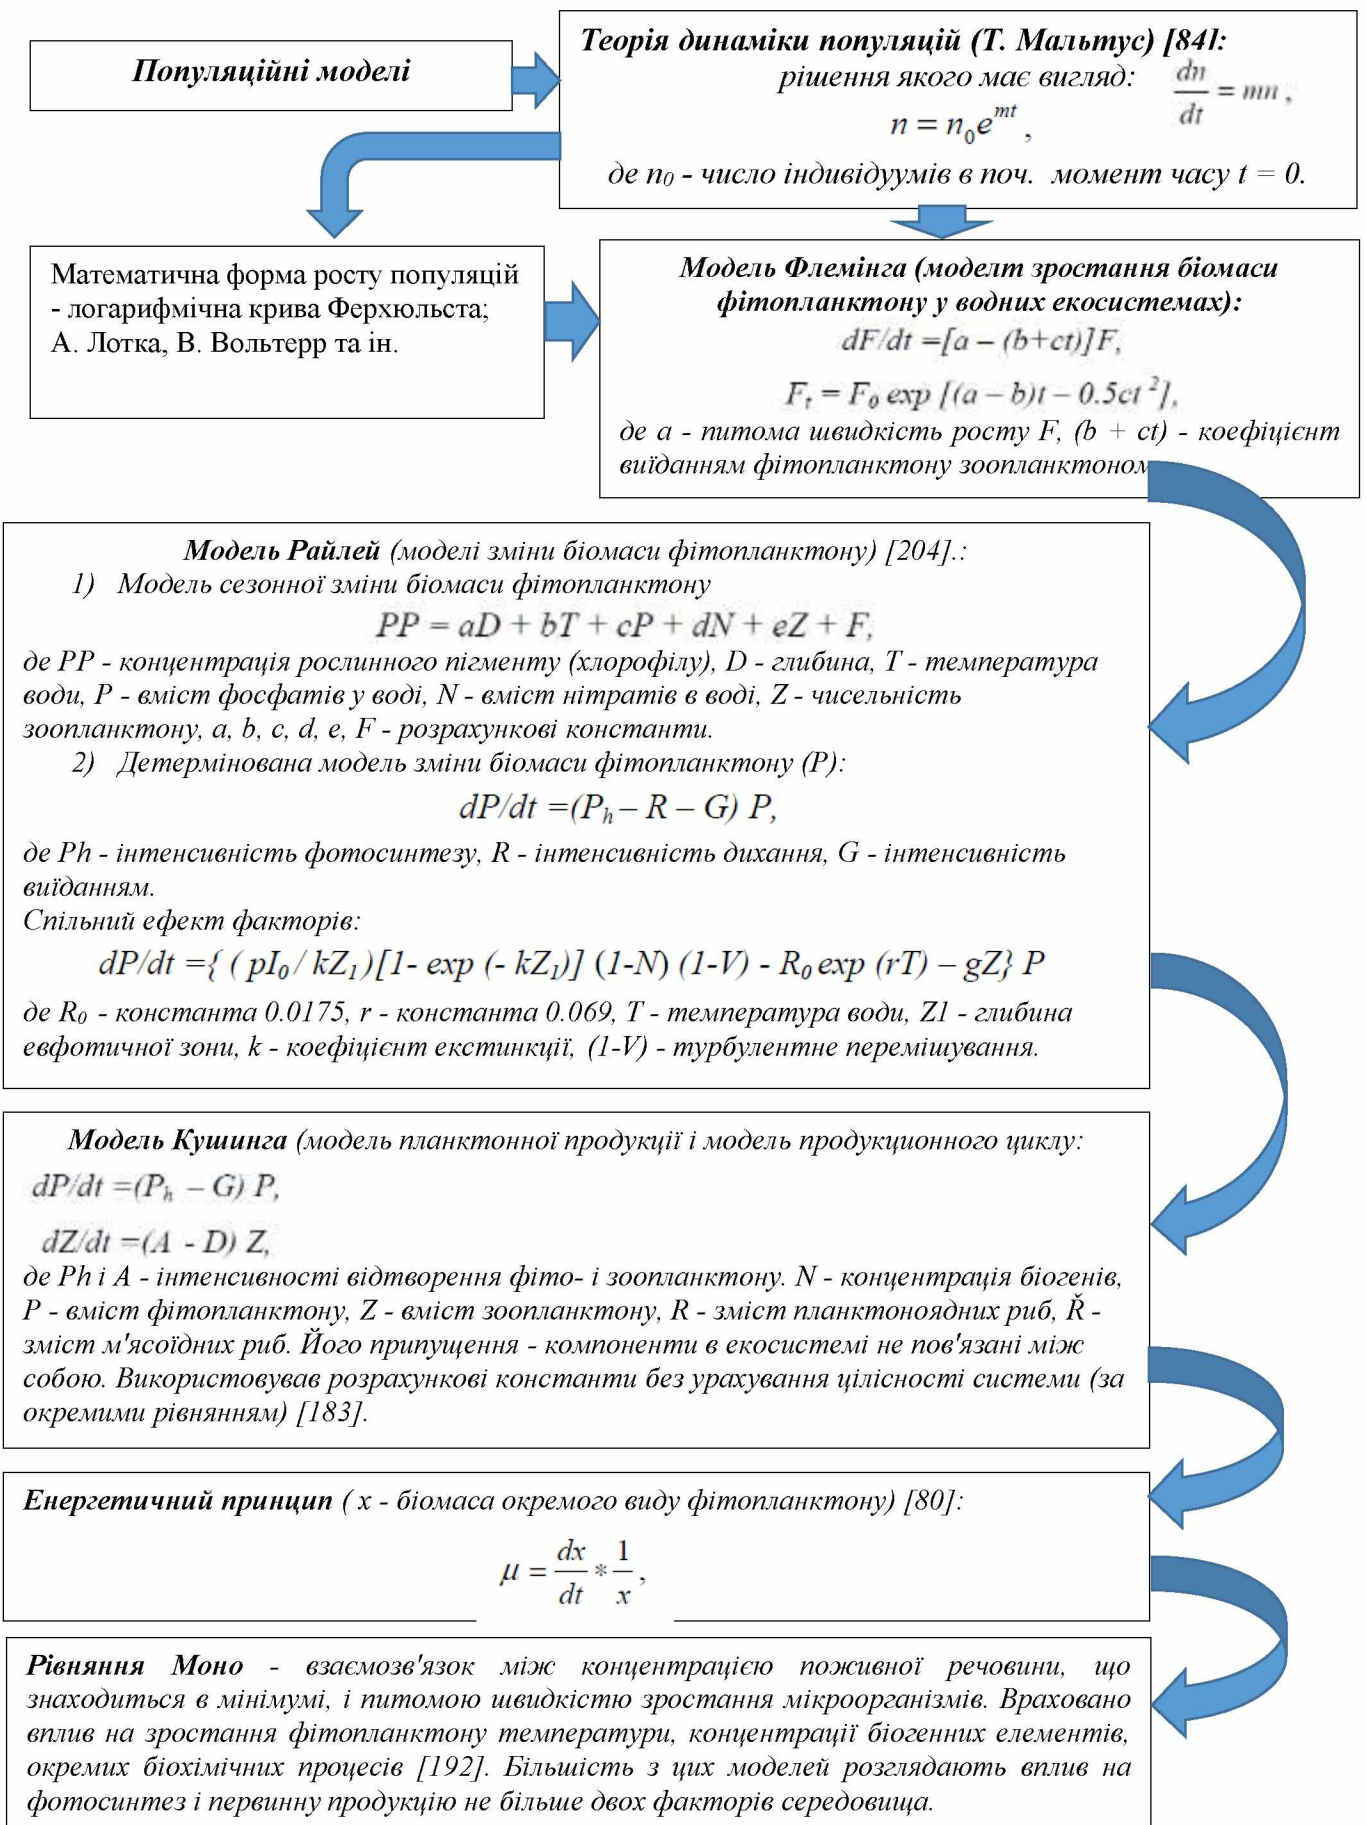 Популяційні моделі
Теорія динаміки популяцій (Т. Мальтус) [84]:
рішення якого має вигляд: dn/dt = mn ,
n = n₀e^{mt} ,
де n₀ - число індивідуумів в поч. момент часу t = 0.
Математична форма росту популяцій
- логарифмічна крива Ферхюльста;
А. Лотка, В. Вольтерр та ін.
Модель Флемінга (моделт зростання біомаси
фітопланктону у водних екосистемах):
dF/dt =[a – (b+ct)]F,
Fₜ = F₀ exp [(a – b)t – 0.5ct ²],
де a - питома швидкість росту F, (b + ct) - коефіцієнт
виїданням фітопланктону зоопланктоном
Модель Райлей (моделі зміни біомаси фітопланктону) [204].:
1) Модель сезонної зміни біомаси фітопланктону
PP = aD + bT + cP + dN + eZ + F,
де PP - концентрація рослинного пігменту (хлорофілу), D - глибина, T - температура
води, P - вміст фосфатів у воді, N - вміст нітратів в воді, Z - чисельність
зоопланктону, a, b, c, d, e, F - розрахункові константи.
2) Детермінована модель зміни біомаси фітопланктону (P):
dP/dt =(Pₕ – R – G) P,
де Ph - інтенсивність фотосинтезу, R - інтенсивність дихання, G - інтенсивність
виїданням.
Спільний ефект факторів:
dP/dt ={ ( pI₀ / kZ₁)[1- exp (- kZ₁)] (1-N) (1-V) - R₀ exp (rT) – gZ} P
де R₀ - константа 0.0175, r - константа 0.069, T - температура води, Z1 - глибина
евфотичної зони, k - коефіцієнт екстинкції, (1-V) - турбулентне перемішування.
Модель Кушинга (модель планктонної продукції і модель продукционного циклу:
dP/dt =(Pₕ – G) P,
dZ/dt =(A - D) Z,
де Ph і A - інтенсивності відтворення фіто- і зоопланктону. N - концентрація біогенів,
P - вміст фітопланктону, Z - вміст зоопланктону, R - зміст планктоноядних риб, Ř -
зміст м'ясоїдних риб. Його припущення - компоненти в екосистемі не пов'язані між
собою. Використовував розрахункові константи без урахування цілісності системи (за
окремими рівнянням) [183].
Енергетичний принцип ( x - біомаса окремого виду фітопланктону) [80]:
μ = dx/dt * 1/x ,
Рівняння Моно - взаємозв'язок між концентрацією поживної речовини, що
знаходиться в мінімумі, і питомою швидкістю зростання мікроорганізмів. Враховано
вплив на зростання фітопланктону температури, концентрації біогенних елементів,
окремих біохімічних процесів [192]. Більшість з цих моделей розглядають вплив на
фотосинтез і первинну продукцію не більше двох факторів середовища.